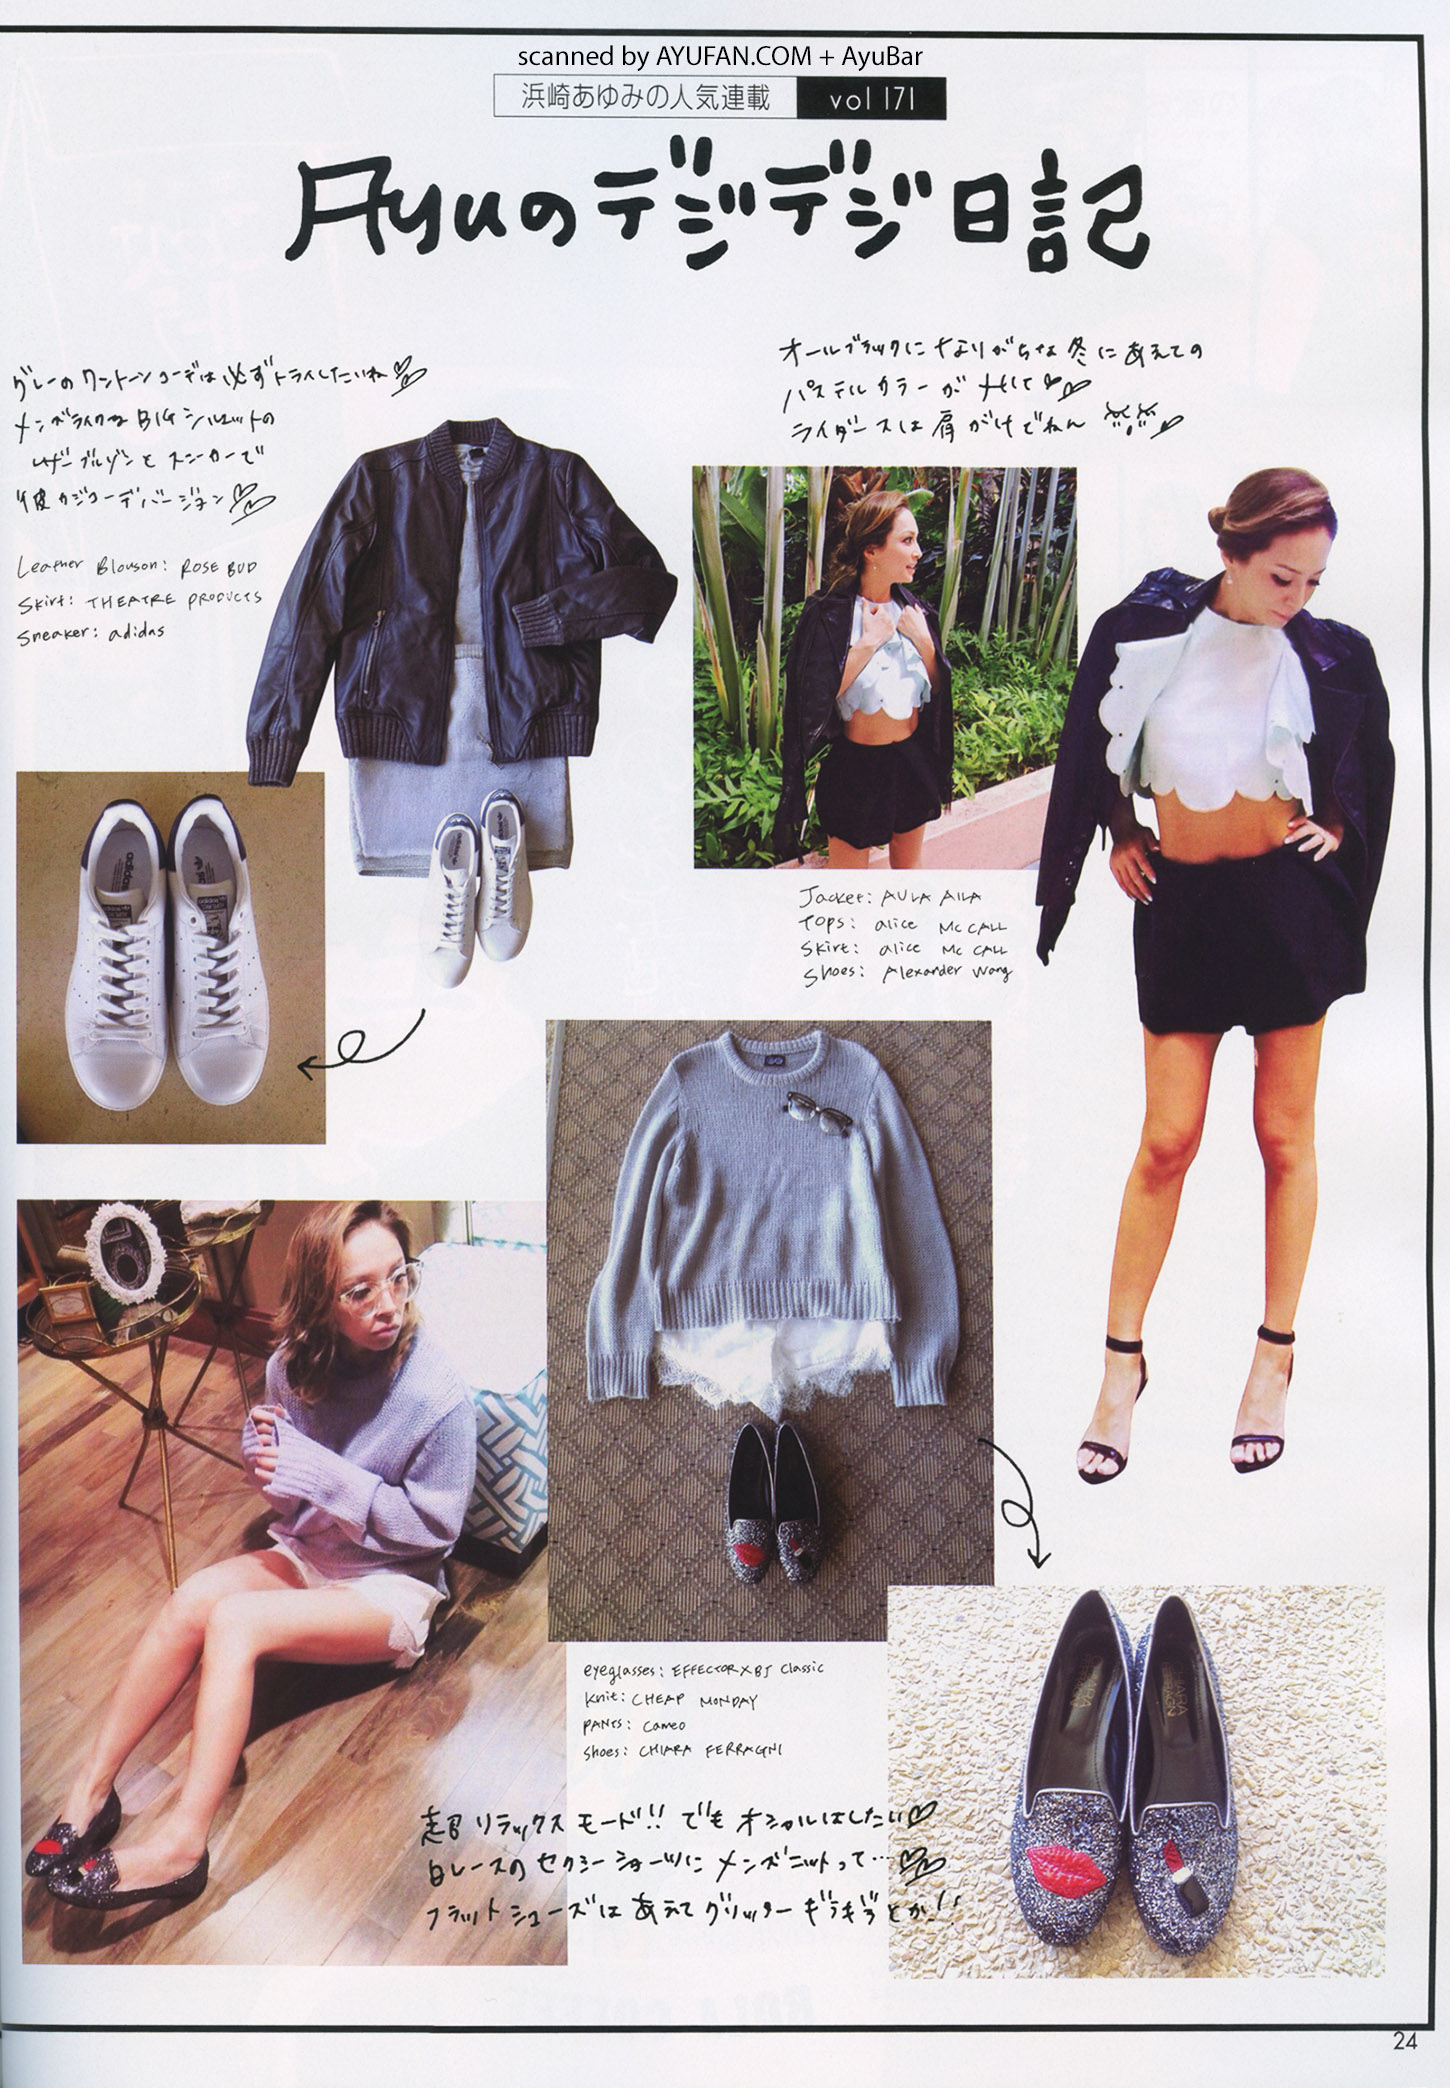 scanned by AYUFAN.COM + AyuBar
浜崎あゆみの人気連載 vol 171
Ayuのデジデジ日記
グレーのワントーンコーデは必ずトライしたいね
メンズライクなBIGシルエットの
レザーブルゾンとスニーカーで
彼カジコーデバージョン
Leather Blouson: ROSE BUD
Skirt: THEATRE PRODUCTS
Sneaker: adidas
オールブラックになりがちな冬にあえての
パステルカラーが
ライダースは肩がけでねん
Jacket: AULA AILA
Tops: alice McCALL
Skirt: alice McCALL
Shoes: Alexander Wang
eyeglasses: EFFECTOR×BJ Classic
Knit: CHEAP MONDAY
PANTS: Cameo
Shoes: CHIARA FERRAGNI
超リラックスモード!! でもオシャレはしたい
白レースのセクシーショーツにメンズニットって…
フラットシューズはあえてグリッターギラギラとか!!
adidas
CHIARA
24